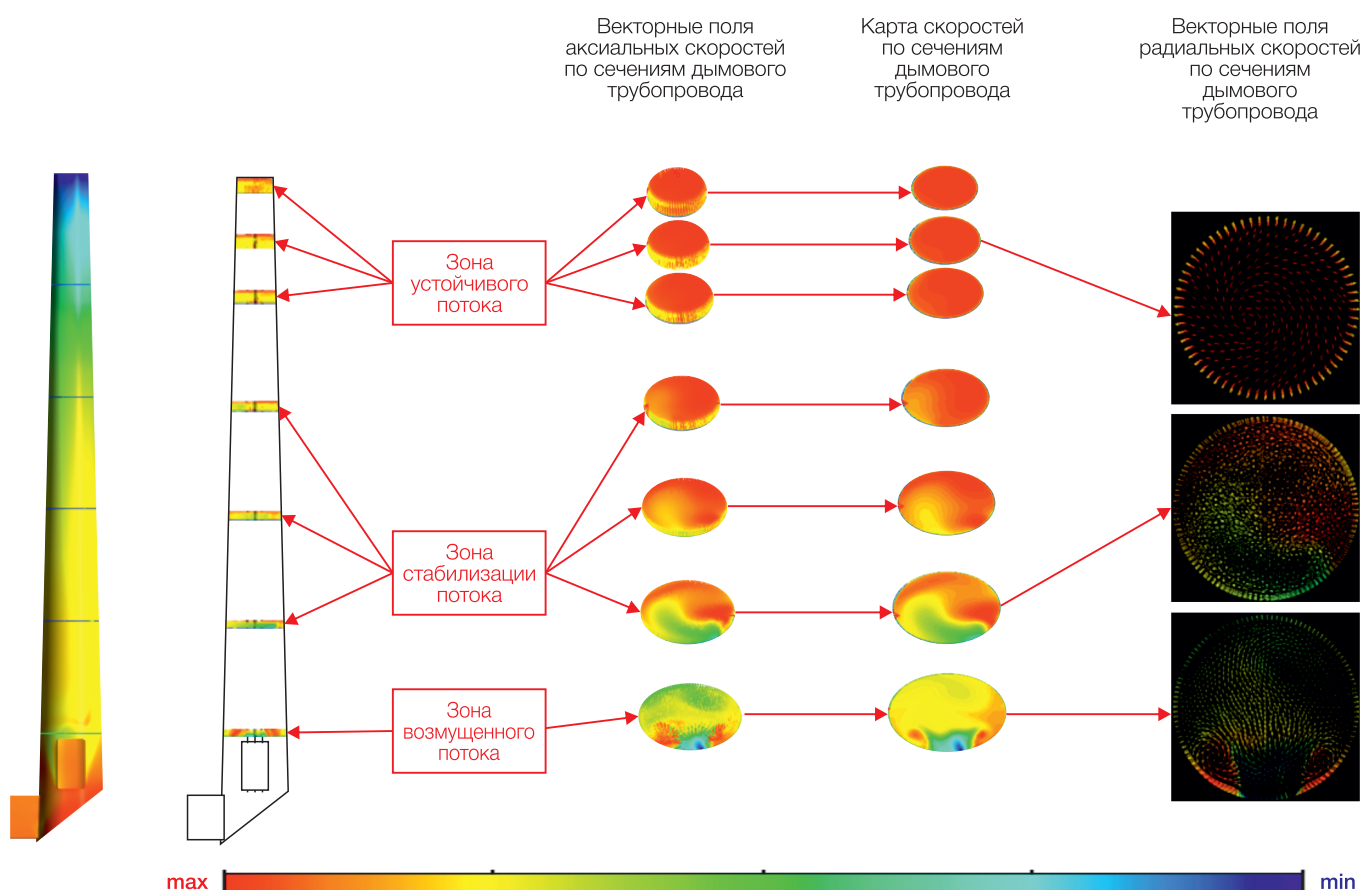 Векторные поля
аксиальных скоростей
по сечениям дымового
трубопровода
Карта скоростей
по сечениям
дымового
трубопровода
Векторные поля
радиальных скоростей
по сечениям
дымового
трубопровода
Зона
устойчивого
потока
Зона
стабилизации
потока
Зона
возмущенного
потока
max
min